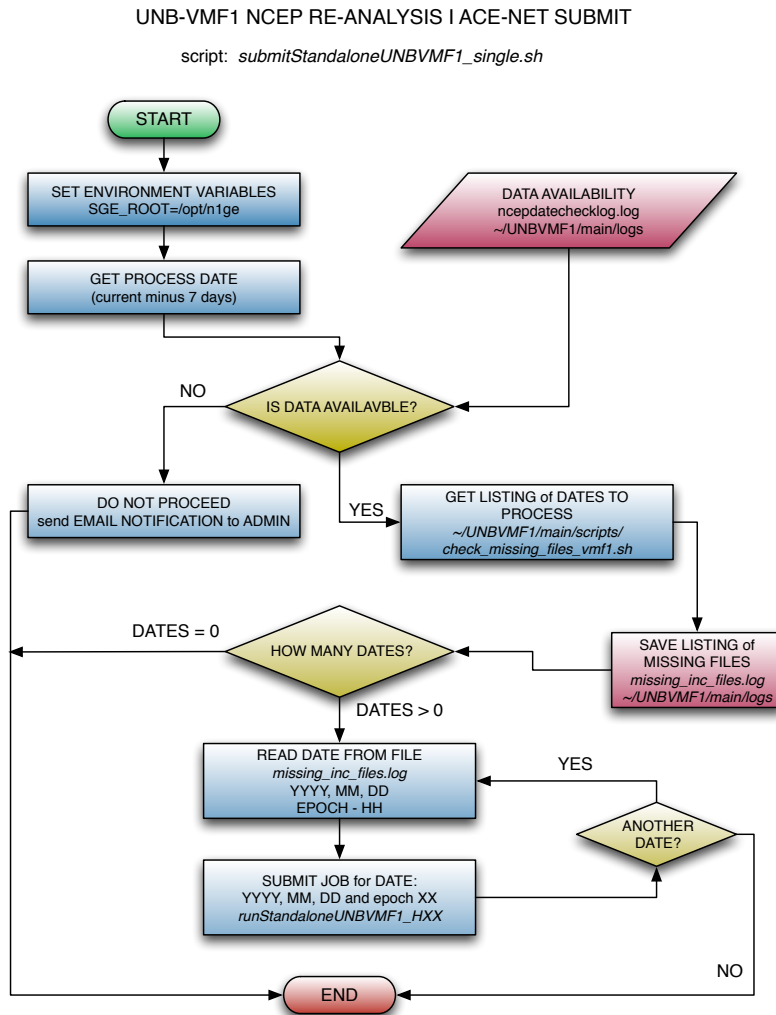 UNB-VMF1 NCEP RE-ANALYSIS I ACE-NET SUBMIT
script: submitStandaloneUNBVMF1_single.sh
START
SET ENVIRONMENT VARIABLES
SGE_ROOT=/opt/n1ge
DATA AVAILABILITY
ncepdatechecklog.log
~/UNBVMF1/main/logs
GET PROCESS DATE
(current minus 7 days)
NO
IS DATA AVAILAVBLE?
DO NOT PROCEED
send EMAIL NOTIFICATION to ADMIN
YES
GET LISTING of DATES TO
PROCESS
~/UNBVMF1/main/scripts/
check_missing_files_vmf1.sh
DATES = 0
HOW MANY DATES?
SAVE LISTING of
MISSING FILES
missing_inc_files.log
~/UNBVMF1/main/logs
DATES > 0
READ DATE FROM FILE
missing_inc_files.log
YYYY, MM, DD
EPOCH - HH
YES
ANOTHER
DATE?
SUBMIT JOB for DATE:
YYYY, MM, DD and epoch XX
runStandaloneUNBVMF1_HXX
NO
END